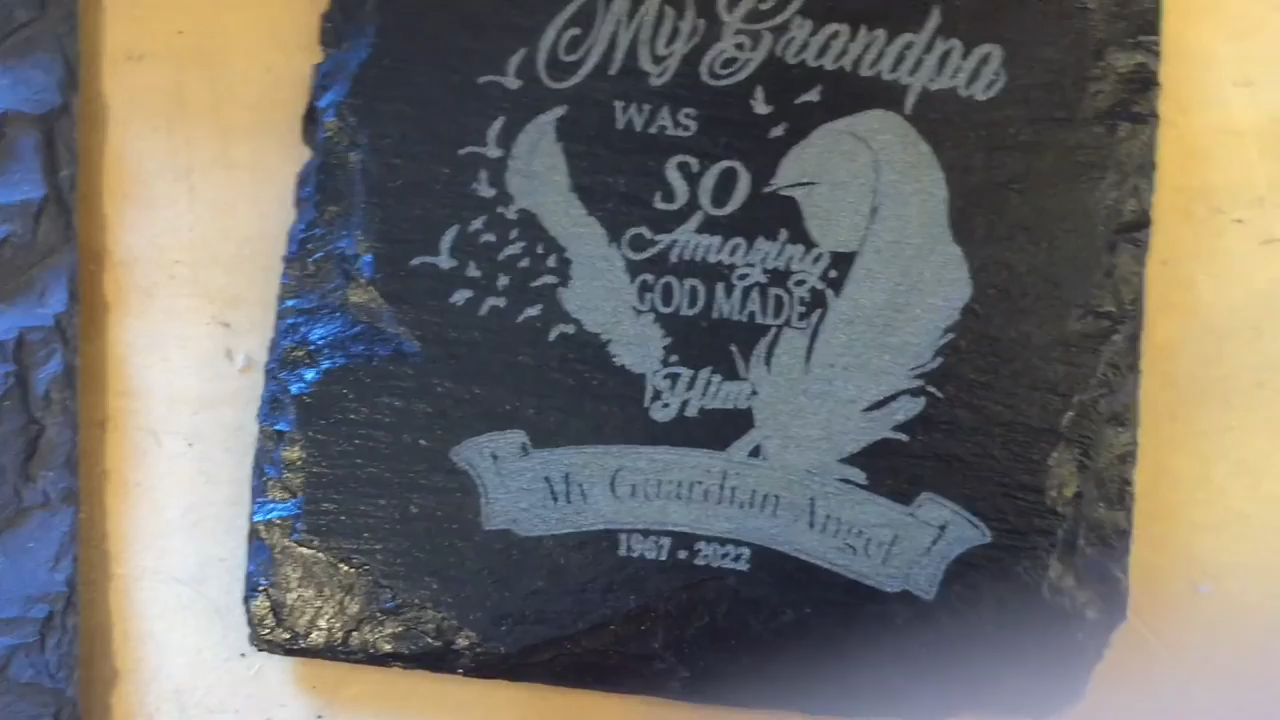 My Grandpa
WAS
SO
Amazing
GOD MADE
Him
My Guardian Angel
1967 - 2022